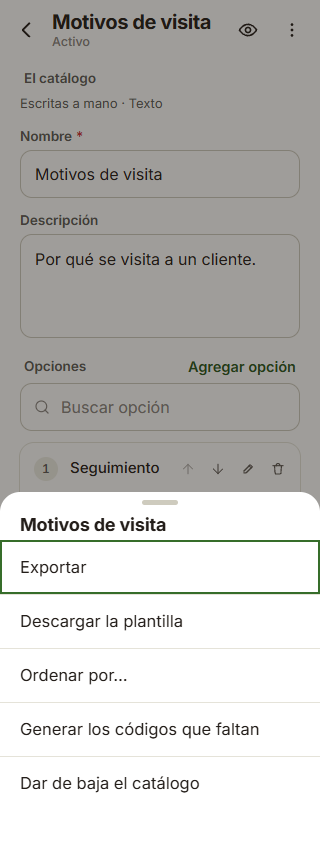 Motivos de visita
Activo
El catálogo
Escritas a mano · Texto
Nombre *
Motivos de visita
Descripción
Por qué se visita a un cliente.
Opciones
Agregar opción
Buscar opción
1 Seguimiento
Motivos de visita
Exportar
Descargar la plantilla
Ordenar por...
Generar los códigos que faltan
Dar de baja el catálogo